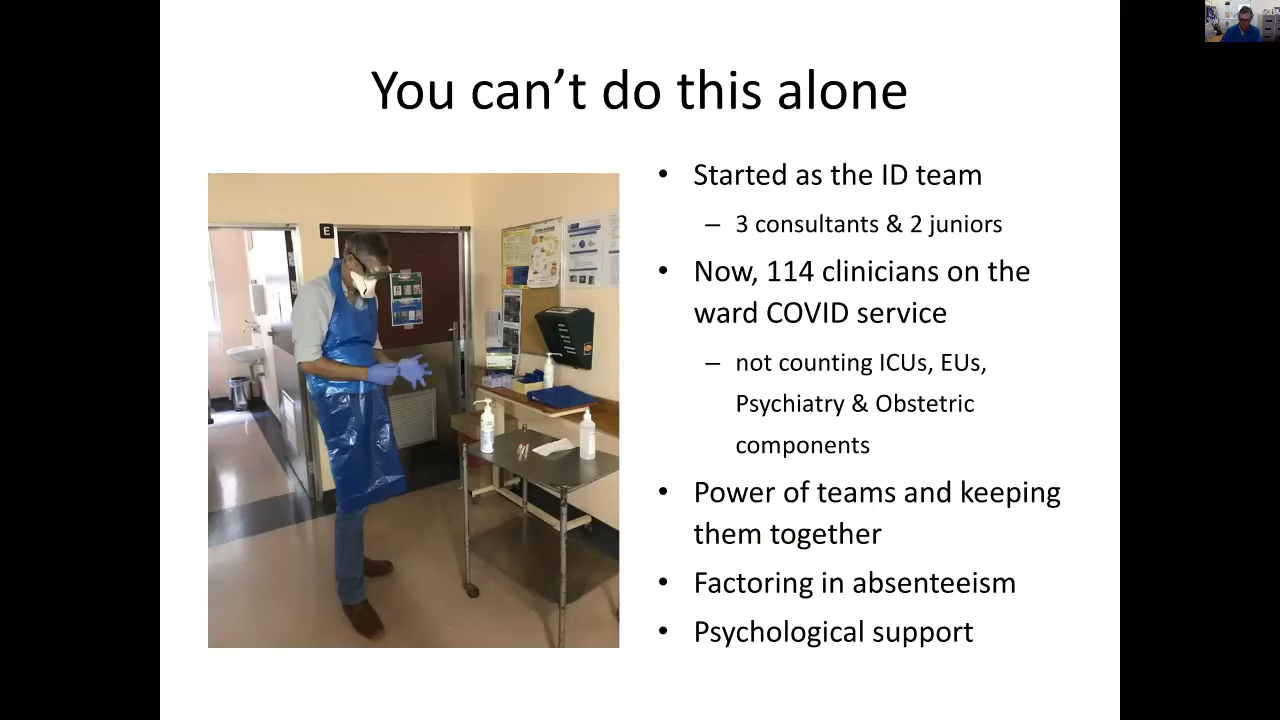 You can’t do this alone
• Started as the ID team
– 3 consultants & 2 juniors
• Now, 114 clinicians on the
ward COVID service
– not counting ICUs, EUs,
Psychiatry & Obstetric
components
• Power of teams and keeping
them together
• Factoring in absenteeism
• Psychological support
E